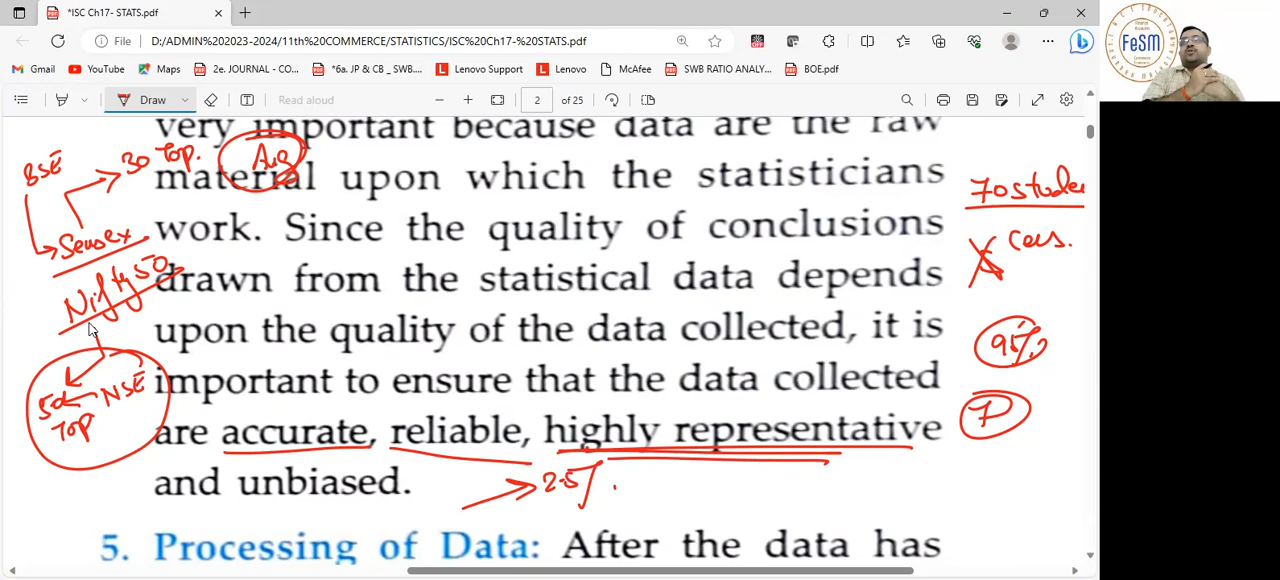 *ISC Ch17- STATS.pdf
File
D:/ADMIN%202023-2024/11th%20COMMERCE/STATISTICS/ISC%20Ch17-%20STATS.pdf
OFF
FeSM
Gmail
YouTube
Maps
2e. JOURNAL - CO...
*6a. JP & CB _ SWB...
Lenovo Support
Lenovo
McAfee
SWB RATIO ANALY...
BOE.pdf
Draw
Read aloud
2
of 25
very important because data are the raw
BSE
30 Top.
Avg
material upon which the statisticians
70 stude
Sensex
work. Since the quality of conclusions
Cens.
Nifty 50
drawn from the statistical data depends
upon the quality of the data collected, it is
95%
important to ensure that the data collected
50
NSE
Top
7
are accurate, reliable, highly representative
and unbiased.
2.5%
5. Processing of Data: After the data has